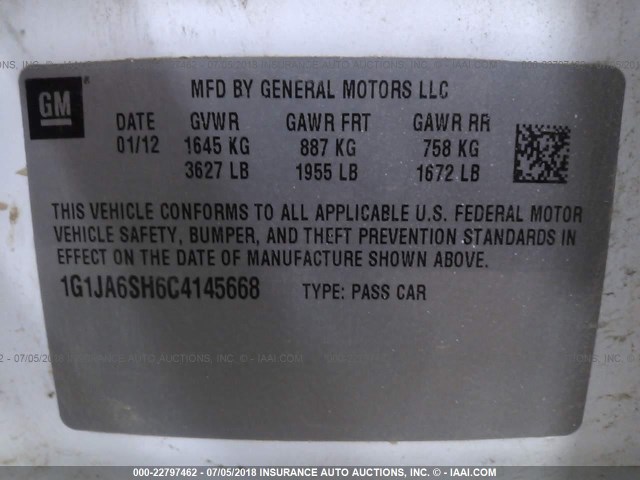 GM
MFD BY GENERAL MOTORS LLC
DATE GVWR GAWR FRT GAWR RR
01/12 1645 KG 887 KG 758 KG
3627 LB 1955 LB 1672 LB
THIS VEHICLE CONFORMS TO ALL APPLICABLE U.S. FEDERAL MOTOR
VEHICLE SAFETY, BUMPER, AND THEFT PREVENTION STANDARDS IN
EFFECT ON THE DATE OF MANUFACTURE SHOWN ABOVE.
1G1JA6SH6C4145668 TYPE: PASS CAR
000-22797462 - 07/05/2018 INSURANCE AUTO AUCTIONS, INC. - © IAAI.COM